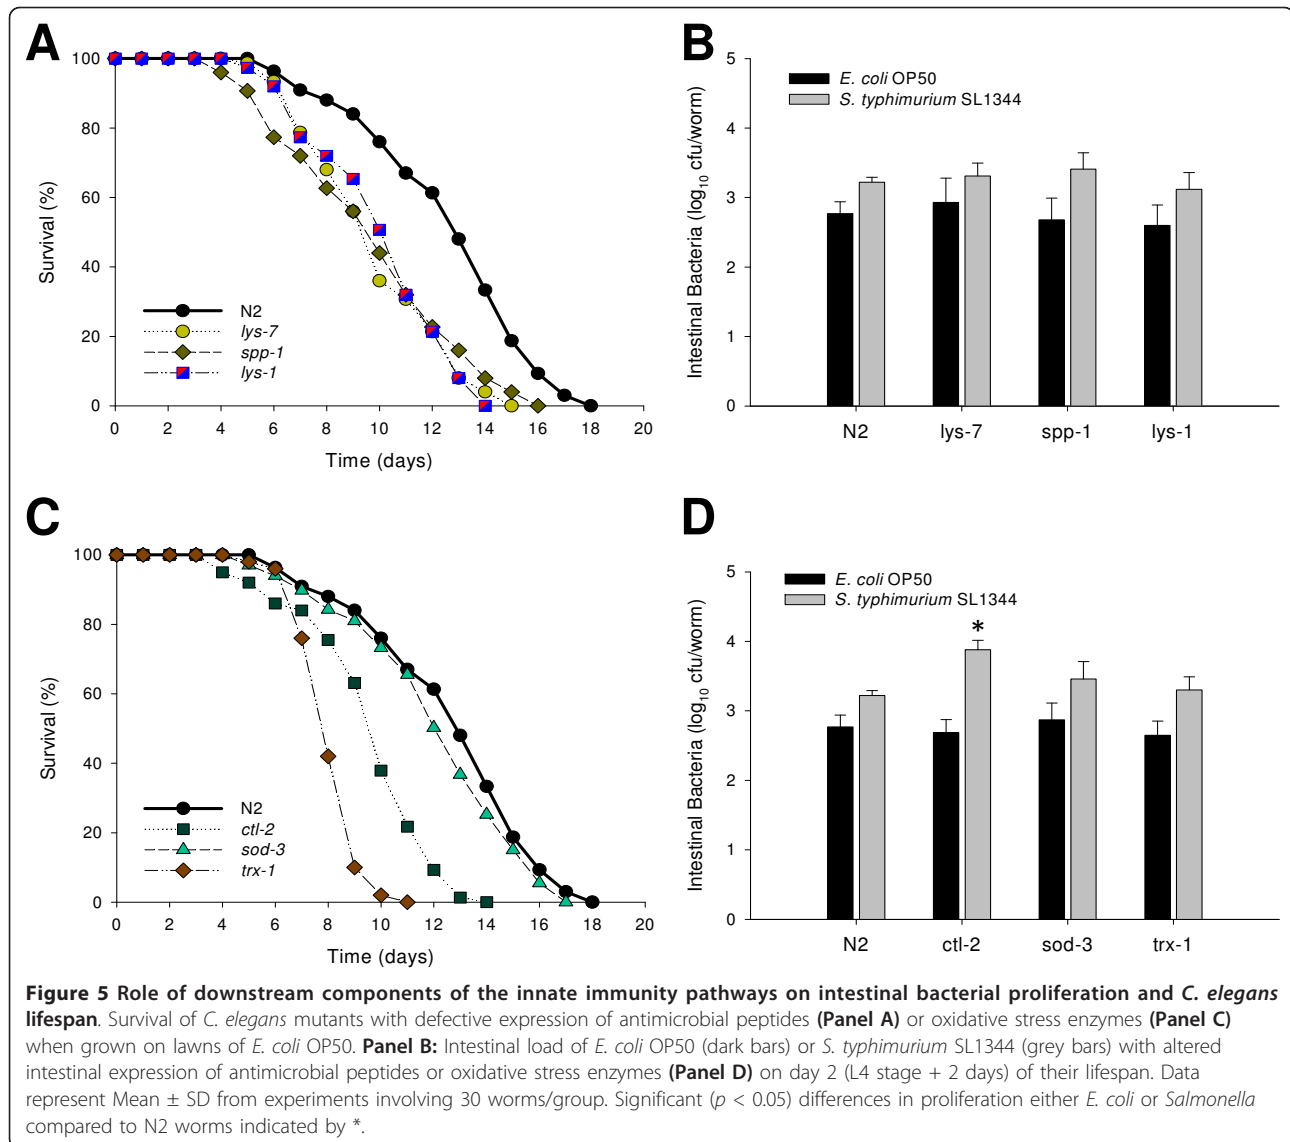 A
B
100
80
60
40
20
0
Survival (%)
N2
lys-7
spp-1
lys-1
0 2 4 6 8 10 12 14 16 18 20
Time (days)
5
4
3
2
1
0
Intestinal Bacteria (log10 cfu/worm)
E. coli OP50
S. typhimurium SL1344
N2 lys-7 spp-1 lys-1
C
D
100
80
60
40
20
0
Survival (%)
N2
ctl-2
sod-3
trx-1
0 2 4 6 8 10 12 14 16 18 20
Time (days)
5
4
3
2
1
0
Intestinal Bacteria (log10 cfu/worm)
E. coli OP50
S. typhimurium SL1344
*
N2 ctl-2 sod-3 trx-1
Figure 5 Role of downstream components of the innate immunity pathways on intestinal bacterial proliferation and C. elegans
lifespan. Survival of C. elegans mutants with defective expression of antimicrobial peptides (Panel A) or oxidative stress enzymes (Panel C)
when grown on lawns of E. coli OP50. Panel B: Intestinal load of E. coli OP50 (dark bars) or S. typhimurium SL1344 (grey bars) with altered
intestinal expression of antimicrobial peptides or oxidative stress enzymes (Panel D) on day 2 (L4 stage + 2 days) of their lifespan. Data
represent Mean ± SD from experiments involving 30 worms/group. Significant (p < 0.05) differences in proliferation either E. coli or Salmonella
compared to N2 worms indicated by *.